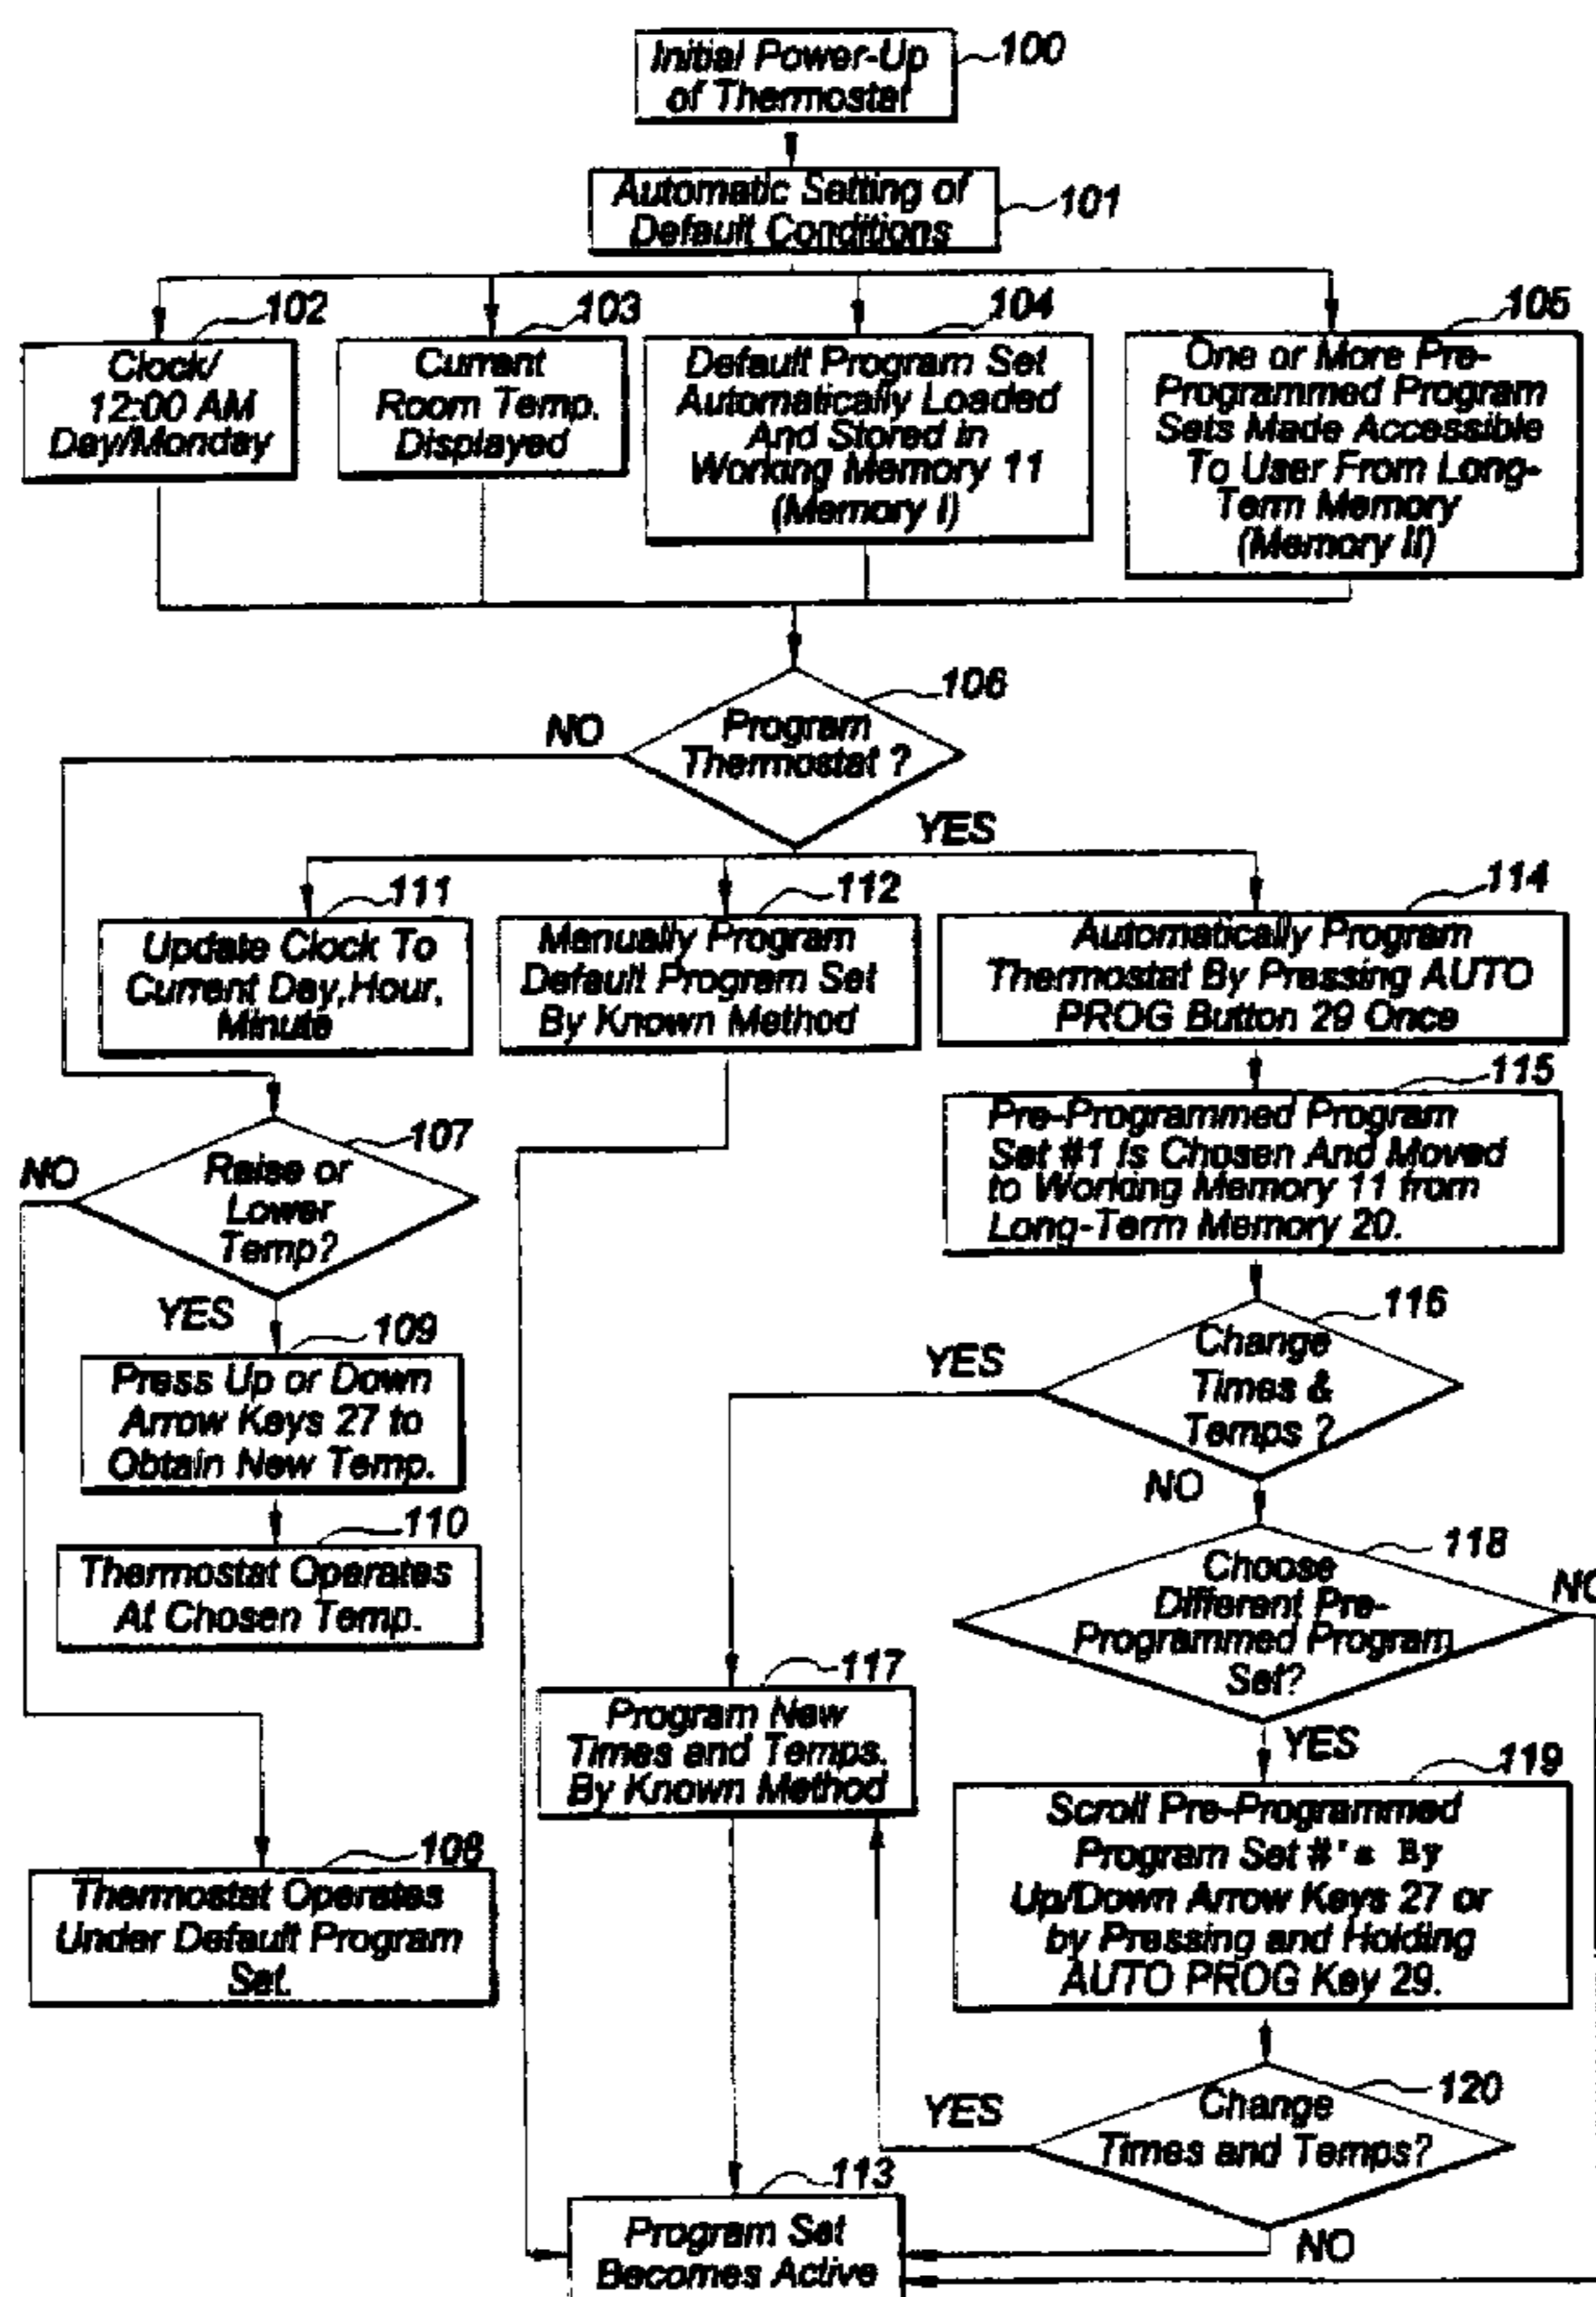 Initial Power-Up
of Thermostat
100
Automatic Setting of
Default Conditions
101
102
Clock/
12:00 AM
Day/Monday
103
Current
Room Temp.
Displayed
104
Default Program Set
Automatically Loaded
And Stored in
Working Memory 11
(Memory I)
105
One or More Pre-
Programmed Program
Sets Made Accessible
To User From Long-
Term Memory
(Memory II)
106
Program
Thermostat ?
NO
YES
111
Update Clock To
Current Day,Hour,
Minute
112
Manually Program
Default Program Set
By Known Method
114
Automatically Program
Thermostat By Pressing AUTO
PROG Button 29 Once
115
Pre-Programmed Program
Set #1 Is Chosen And Moved
to Working Memory 11 from
Long-Term Memory 20.
107
Raise or
Lower
Temp?
NO
YES
109
Press Up or Down
Arrow Keys 27 to
Obtain New Temp.
110
Thermostat Operates
At Chosen Temp.
108
Thermostat Operates
Under Default Program
Set.
116
Change
Times &
Temps ?
YES
NO
118
Choose
Different Pre-
Programmed Program
Set?
NO
YES
117
Program New
Times and Temps.
By Known Method
119
Scroll Pre-Programmed
Program Set #'s By
Up/Down Arrow Keys 27 or
by Pressing and Holding
AUTO PROG Key 29.
120
Change
Times and Temps?
YES
NO
113
Program Set
Becomes Active